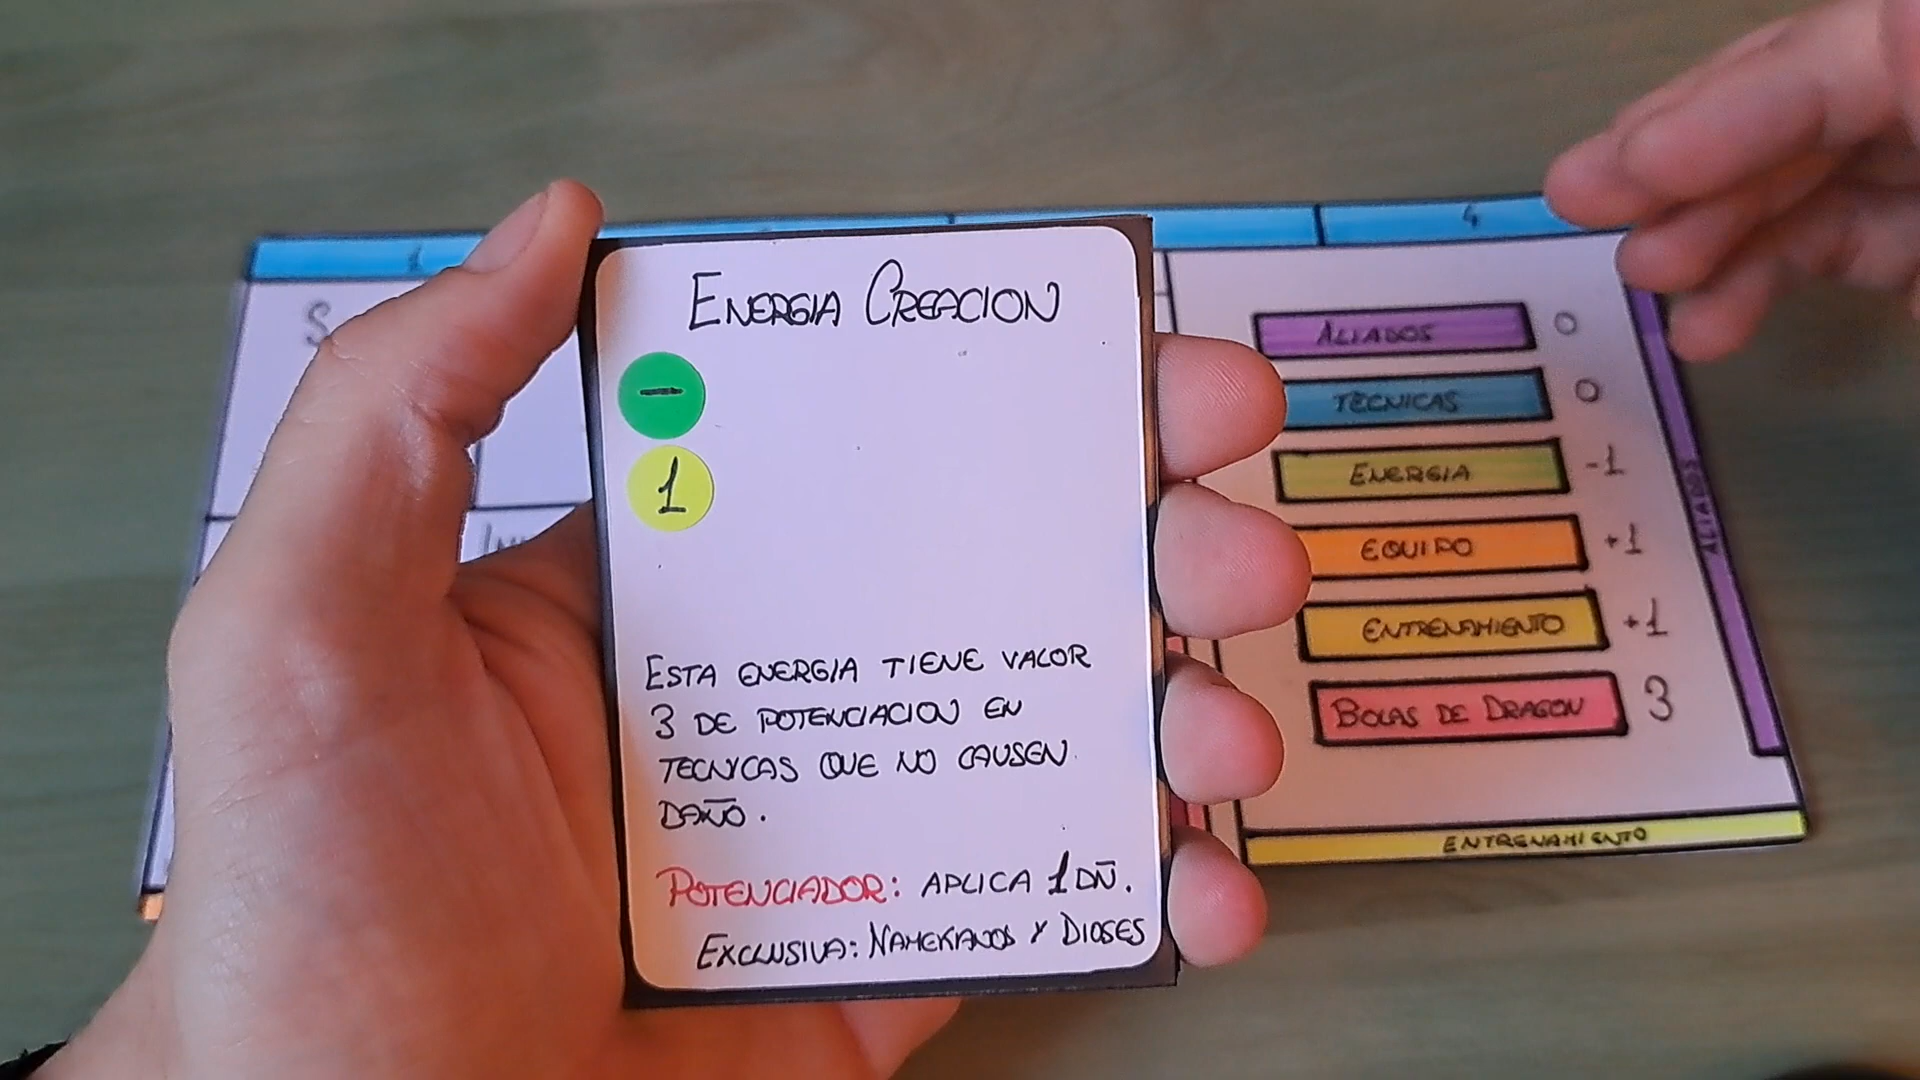 1
4
S
ENERGIA CREACION
-
1
ESTA ENERGIA TIENE VALOR
3 DE POTENCIACION EN
TECNICAS QUE NO CAUSEN
DAÑO.
POTENCIADOR: APLICA 1 DÑ.
EXCLUSIVA: NAMEKIANOS Y DIOSES
ALIADOS 0
TECNICAS 0
ENERGIA -1
EQUIPO +1
ENTRENAMIENTO +1
BOLAS DE DRAGON 3
ALIADOS
ENTRENAMIENTO